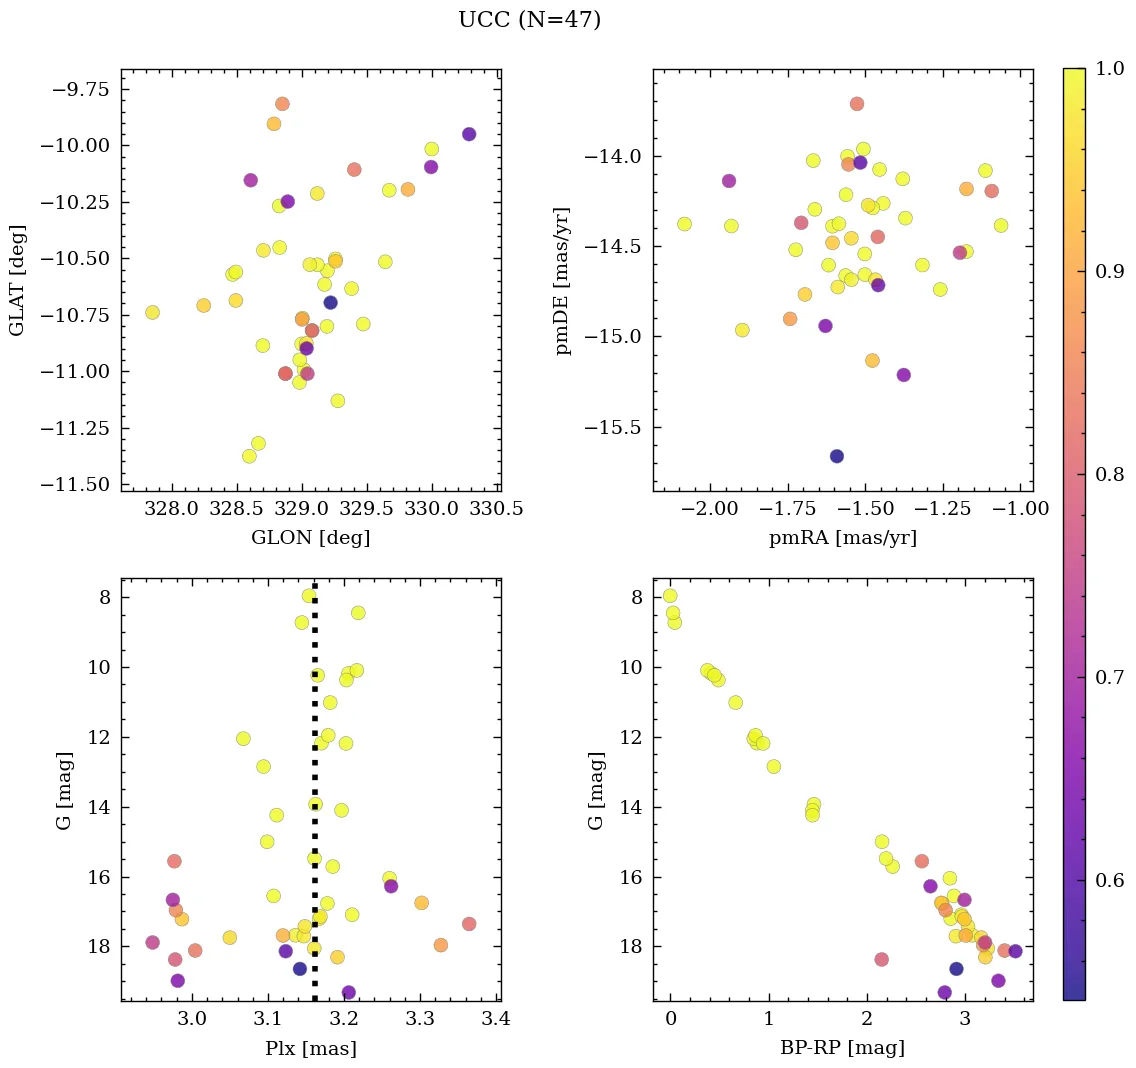 UCC (N=47)
−9.75
−10.00
−10.25
−10.50
−10.75
−11.00
−11.25
−11.50
GLAT [deg]
328.0 328.5 329.0 329.5 330.0 330.5
GLON [deg]
−14.0
−14.5
−15.0
−15.5
pmDE [mas/yr]
−2.00 −1.75 −1.50 −1.25 −1.00
pmRA [mas/yr]
8
10
12
14
16
18
G [mag]
3.0 3.1 3.2 3.3 3.4
Plx [mas]
8
10
12
14
16
18
G [mag]
0 1 2 3
BP-RP [mag]
1.0
0.9
0.8
0.7
0.6